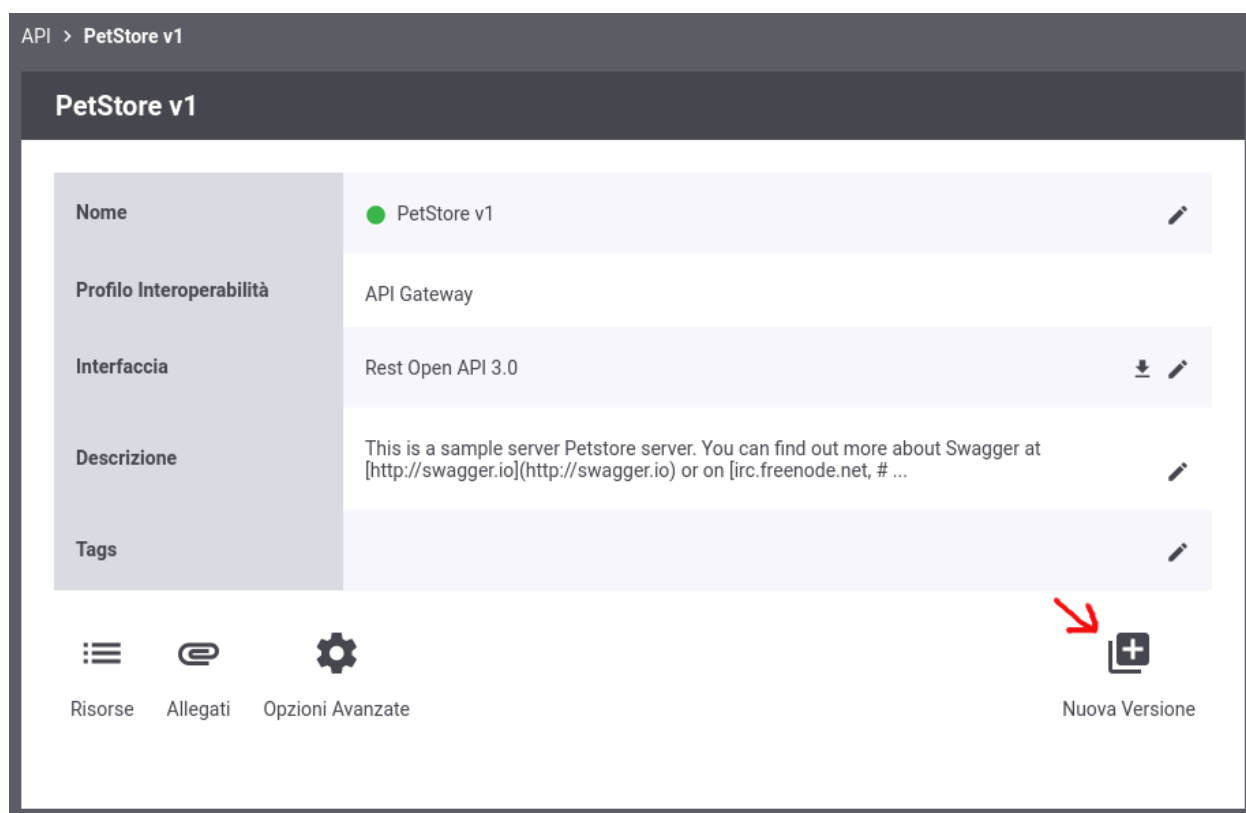 API > PetStore v1
PetStore v1
Nome
PetStore v1
Profilo Interoperabilità
API Gateway
Interfaccia
Rest Open API 3.0
Descrizione
This is a sample server Petstore server. You can find out more about Swagger at
[http://swagger.io](http://swagger.io) or on [irc.freenode.net, # ...
Tags
Risorse
Allegati
Opzioni Avanzate
Nuova Versione